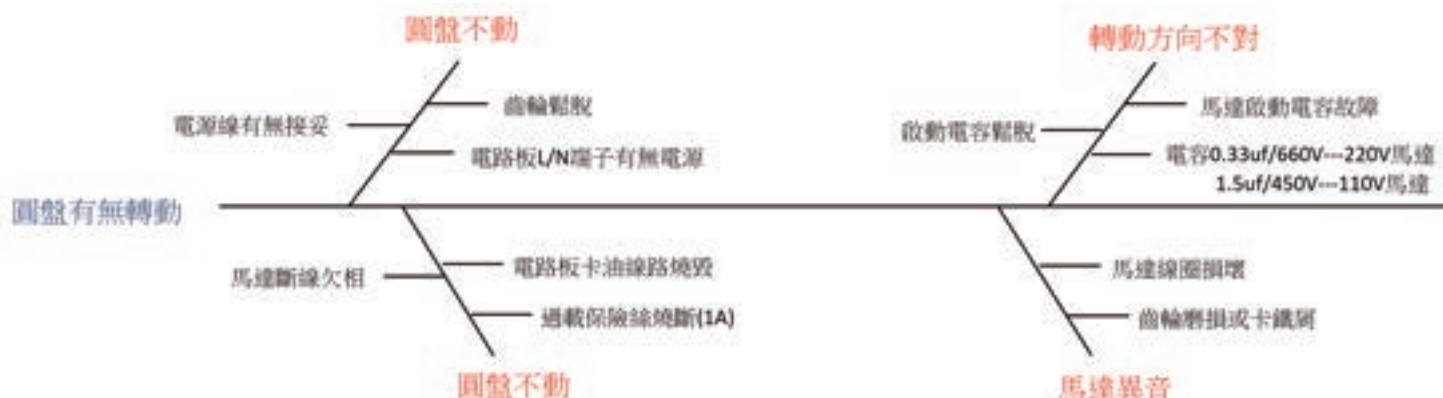 圓盤不動
轉動方向不對
齒輪鬆脫
馬達啟動電容故障
電源線有無接妥
啟動電容鬆脫
電路板L/N端子有無電源
電容0.33uf/660V---220V馬達
1.5uf/450V---110V馬達
圓盤有無轉動
電路板卡油線路燒毀
馬達線圈損壞
馬達斷線欠相
過載保險絲燒斷(1A)
齒輪磨損或卡鐵屑
圓盤不動
馬達異音